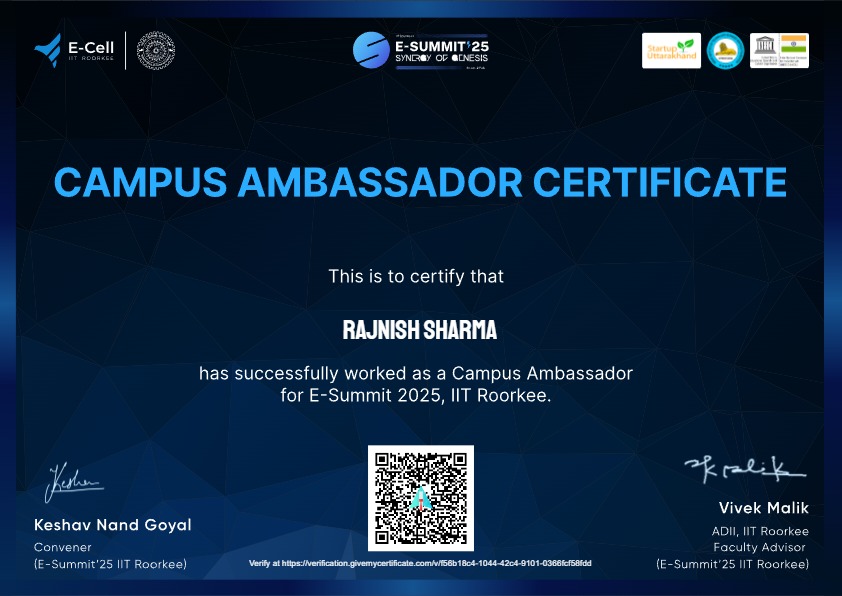 E-Cell
IIT ROORKEE
E-SUMMIT'25
SYNERGY OF GENESIS
Startup
Uttarakhand
CAMPUS AMBASSADOR CERTIFICATE
This is to certify that
RAJNISH SHARMA
has successfully worked as a Campus Ambassador
for E-Summit 2025, IIT Roorkee.
Keshav Nand Goyal
Convener
(E-Summit'25 IIT Roorkee)
Vivek Malik
ADII, IIT Roorkee
Faculty Advisor
(E-Summit'25 IIT Roorkee)
Verify at https://verification.givemycertificate.com/v/f56b18c4-1044-42c4-9101-0366fcf58fdd